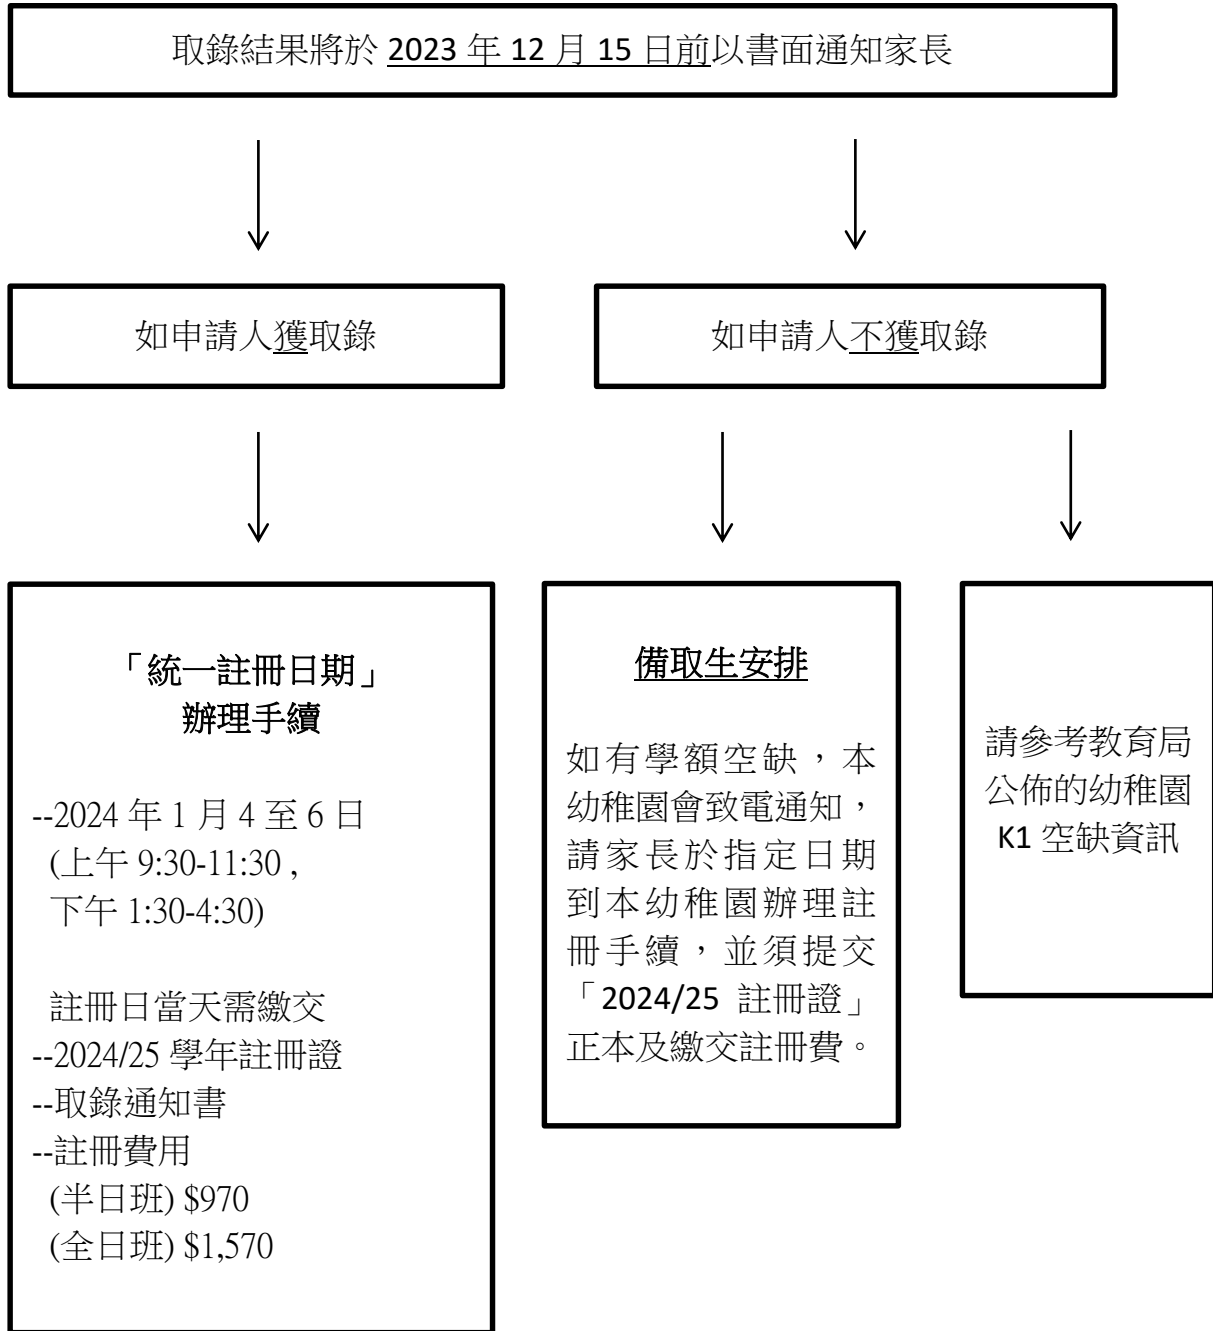 取錄結果將於 2023 年 12 月 15 日前以書面通知家長
如申請人獲取錄
如申請人不獲取錄
「統一註冊日期」
辦理手續
--2024 年 1 月 4 至 6 日
(上午 9:30-11:30 ,
下午 1:30-4:30)
註冊日當天需繳交
--2024/25 學年註冊證
--取錄通知書
--註冊費用
(半日班) $970
(全日班) $1,570
備取生安排
如有學額空缺，本
幼稚園會致電通知，
請家長於指定日期
到本幼稚園辦理註
冊手續，並須提交
「2024/25 註冊證」
正本及繳交註冊費。
請參考教育局
公佈的幼稚園
K1 空缺資訊